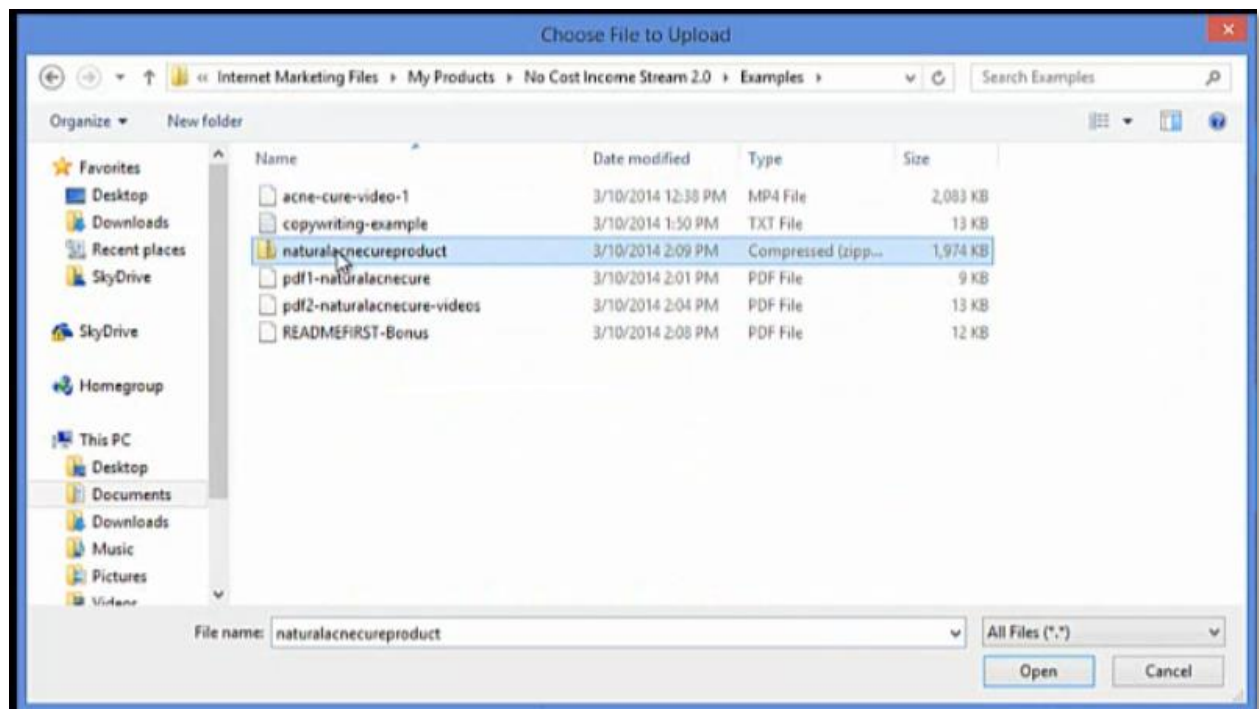 Choose File to Upload
« Internet Marketing Files My Products No Cost Income Stream 2.0 Examples
Search Examples
Organize New folder
Name Date modified Type Size
Favorites
Desktop
Downloads
Recent places
SkyDrive
SkyDrive
Homegroup
This PC
Desktop
Documents
Downloads
Music
Pictures
Videos
acne-cure-video-1 3/10/2014 12:38 PM MP4 File 2,083 KB
copywriting-example 3/10/2014 1:50 PM TXT File 13 KB
naturalacnecureproduct 3/10/2014 2:09 PM Compressed (zipp... 1,974 KB
pdf1-naturalacnecure 3/10/2014 2:01 PM PDF File 9 KB
pdf2-naturalacnecure-videos 3/10/2014 2:04 PM PDF File 13 KB
READMEFIRST-Bonus 3/10/2014 2:08 PM PDF File 12 KB
File name: naturalacnecureproduct All Files (*.*)
Open Cancel